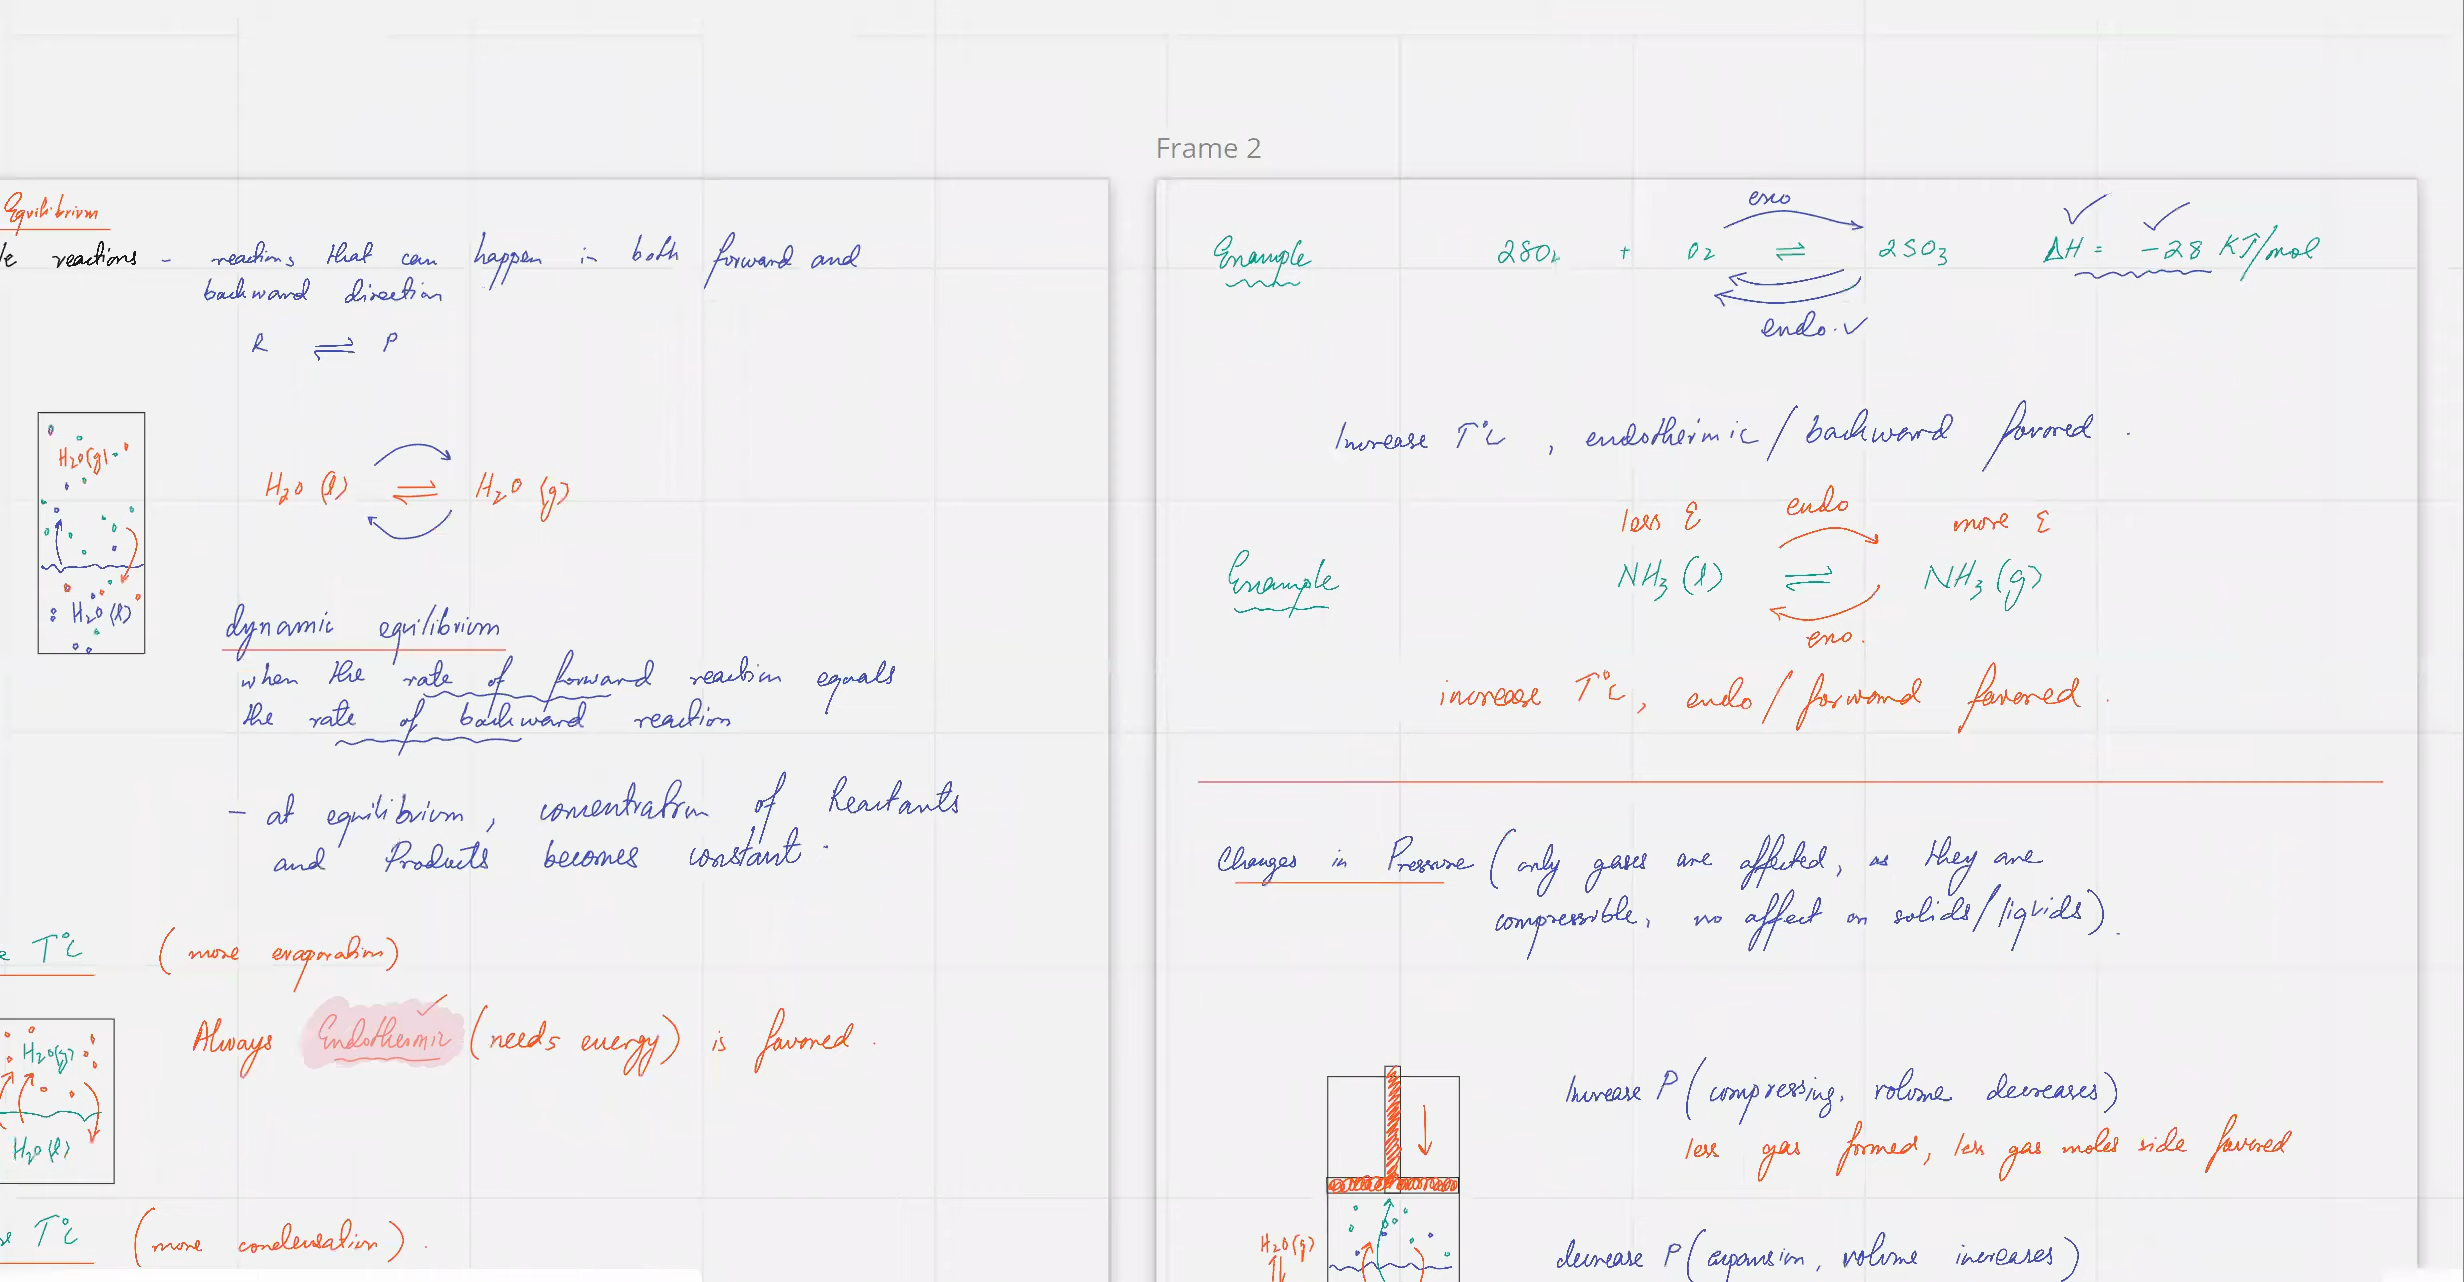 Equilibrium
le reactions - reactions that can happen in both forward and
backward direction
R ⇌ P
H2O(g)
H2O(l)
H2O (l) ⇌ H2O (g)
dynamic equilibrium
when the rate of forward reaction equals
the rate of backward reaction
- at equilibrium, concentration of Reactants
and Products becomes constant.
e T°C (more evaporation)
Always Endothermic (needs energy) is favored.
H2O(g)
H2O(l)
se T°C (more condensation).
Frame 2
exo
Example 2SO2 + O2 ⇌ 2SO3 ΔH = -28 KJ/mol
endo.
Increase T°C, endothermic/backward favored.
less E endo more E
Example NH3 (l) ⇌ NH3 (g)
exo.
increase T°C, endo/forward favored.
Changes in Pressure (only gases are affected, as they are
compressible, no affect on solids/liquids).
Increase P (compressing, volume decreases)
less gas formed, less gas moles side favored
H2O(g)
decrease P (expansion, volume increases)